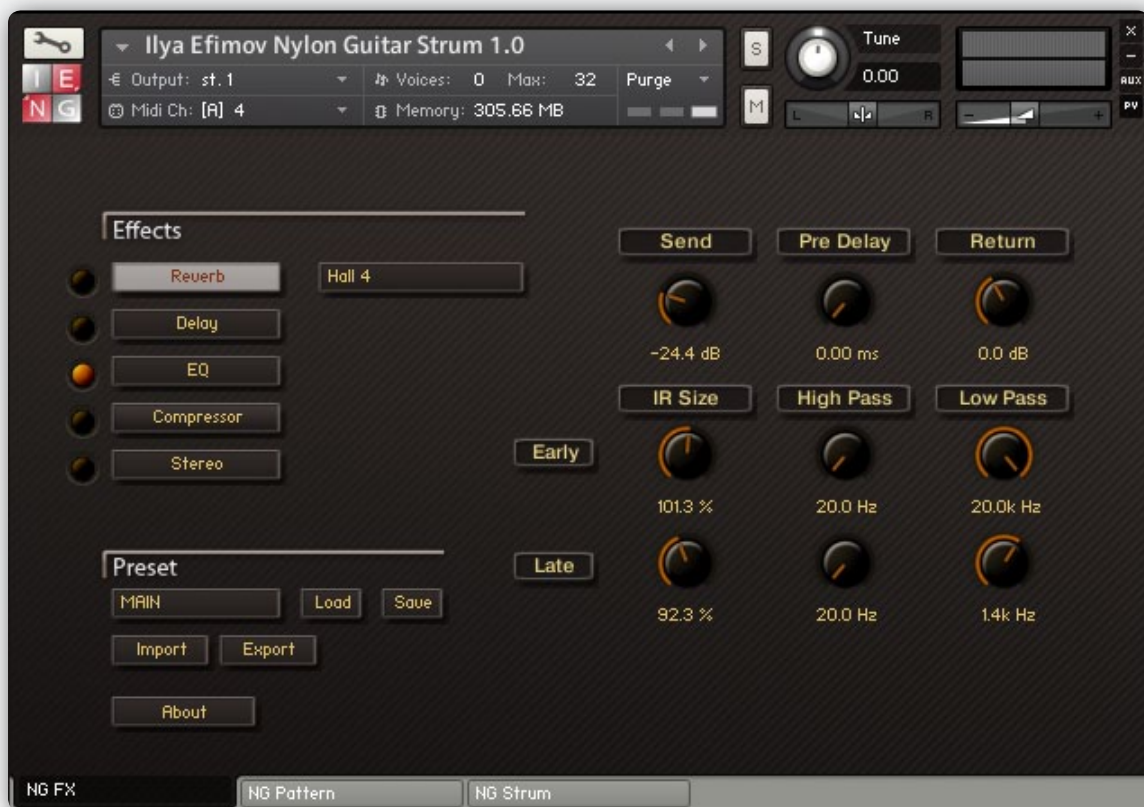 Ilya Efimov Nylon Guitar Strum 1.0
I E, N G
Output: st. 1
Voices: 0 Max: 32
Purge
Midi Ch: [A] 4
Memory: 305.66 MB
S
M
Tune
0.00
L R
- +
X
-
AUX
PV
Effects
Reverb
Hall 4
Delay
EQ
Compressor
Stereo
Send Pre Delay Return
-24.4 dB 0.00 ms 0.0 dB
IR Size High Pass Low Pass
Early
101.3 % 20.0 Hz 20.0k Hz
Late
92.3 % 20.0 Hz 1.4k Hz
Preset
MAIN Load Save
Import Export
About
NG FX NG Pattern NG Strum